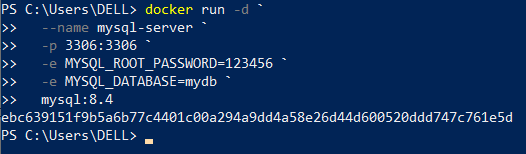 PS C:\Users\DELL> docker run -d `
>>   --name mysql-server `
>>   -p 3306:3306 `
>>   -e MYSQL_ROOT_PASSWORD=123456 `
>>   -e MYSQL_DATABASE=mydb `
>>   mysql:8.4
ebc639151f9b5a6b77c4401c00a294a9dd4a58e26d44d600520ddd747c761e5d
PS C:\Users\DELL>